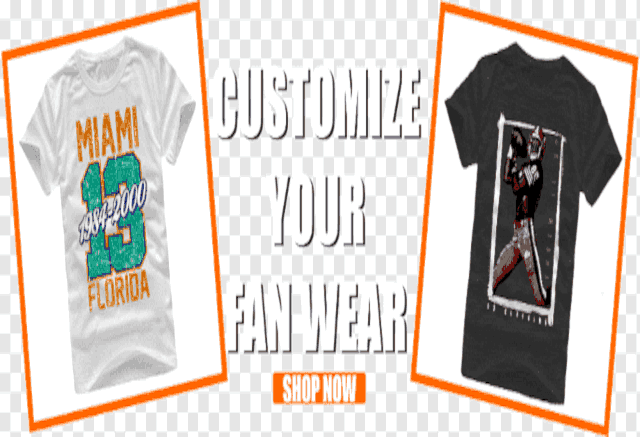 MIAMI
13
1984-2000
FLORIDA
CUSTOMIZE
YOUR
FAN WEAR
SHOP NOW